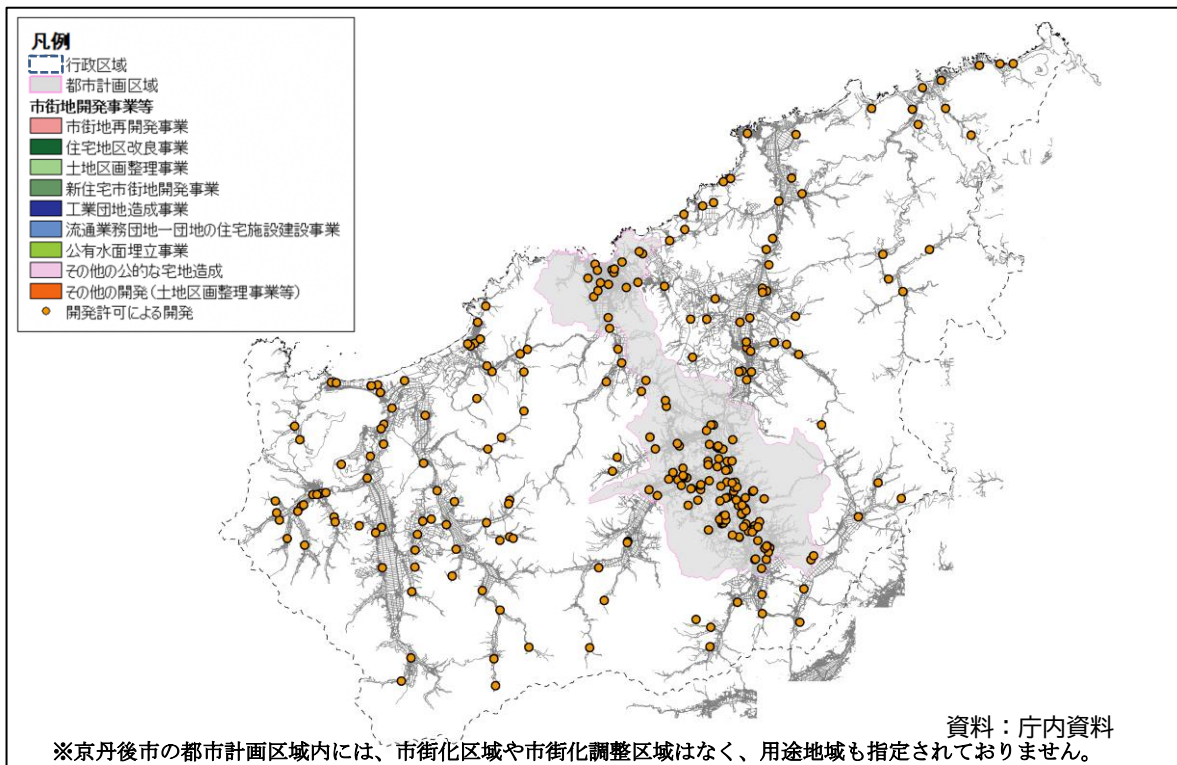 凡例
行政区域
都市計画区域
市街地開発事業等
市街地再開発事業
住宅地区改良事業
土地区画整理事業
新住宅市街地開発事業
工業団地造成事業
流通業務団地一団地の住宅施設建設事業
公有水面埋立事業
その他の公的な宅地造成
その他の開発(土地区画整理事業等)
開発許可による開発
資料：庁内資料
※京丹後市の都市計画区域内には、市街化区域や市街化調整区域はなく、用途地域も指定されておりません。